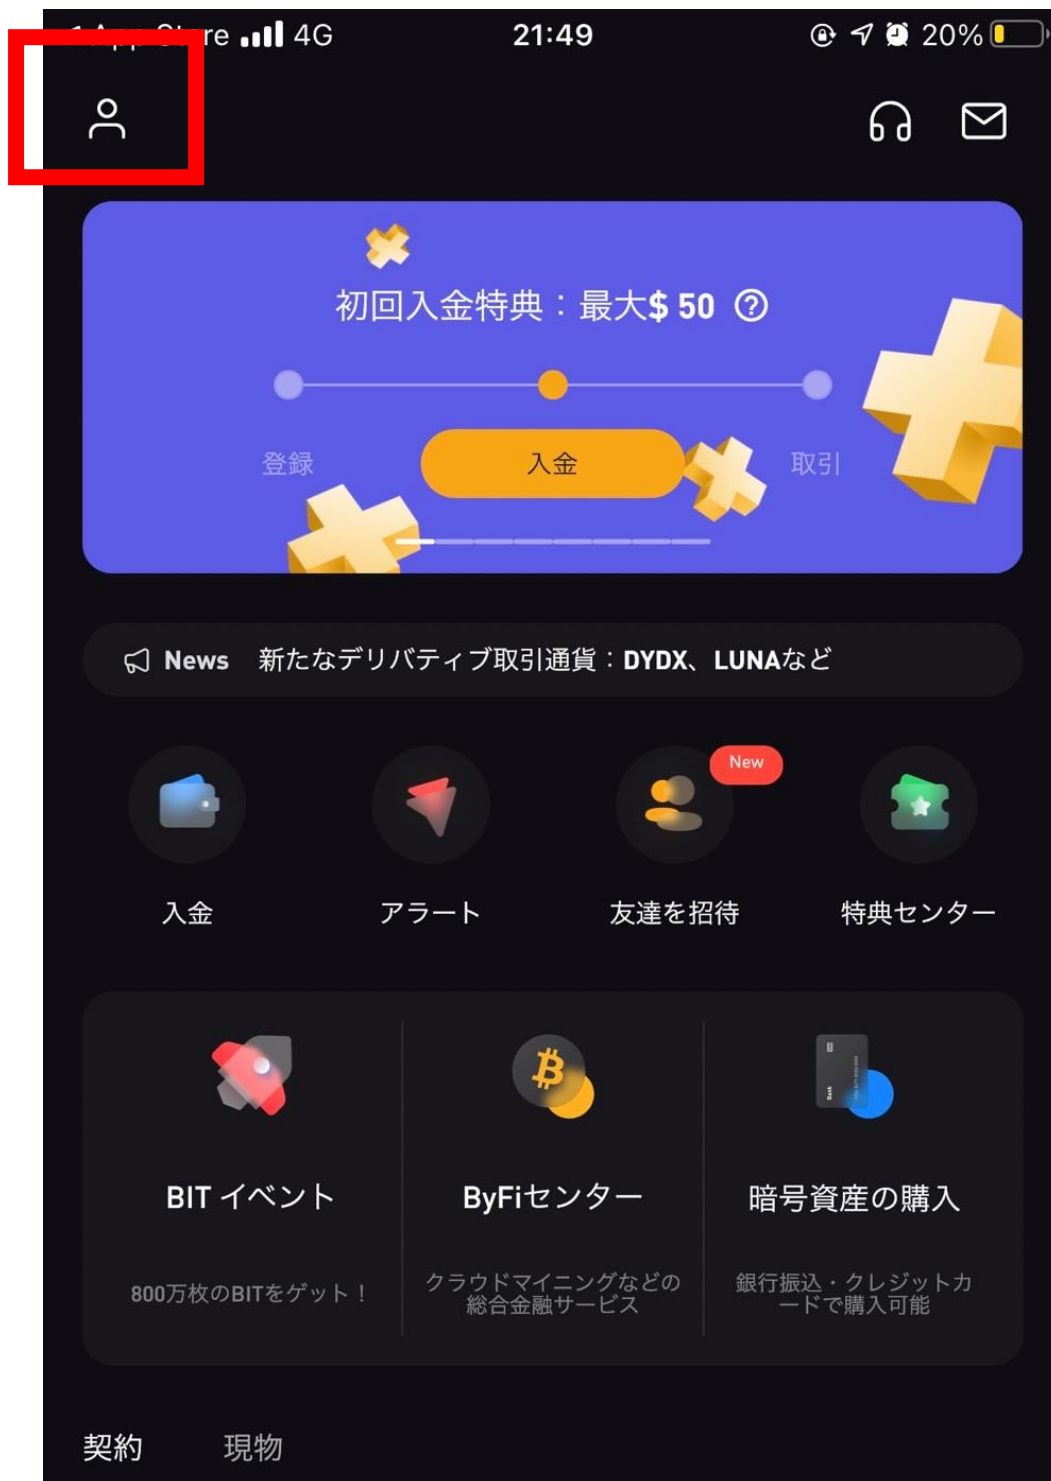 App Store 4G 21:49 20%
初回入金特典：最大$ 50
登録 入金 取引
News 新たなデリバティブ取引通貨：DYDX、LUNAなど
New
入金 アラート 友達を招待 特典センター
Bank
BIT イベント ByFiセンター 暗号資産の購入
800万枚のBITをゲット！
クラウドマイニングなどの
総合金融サービス
銀行振込・クレジットカ
ードで購入可能
契約 現物